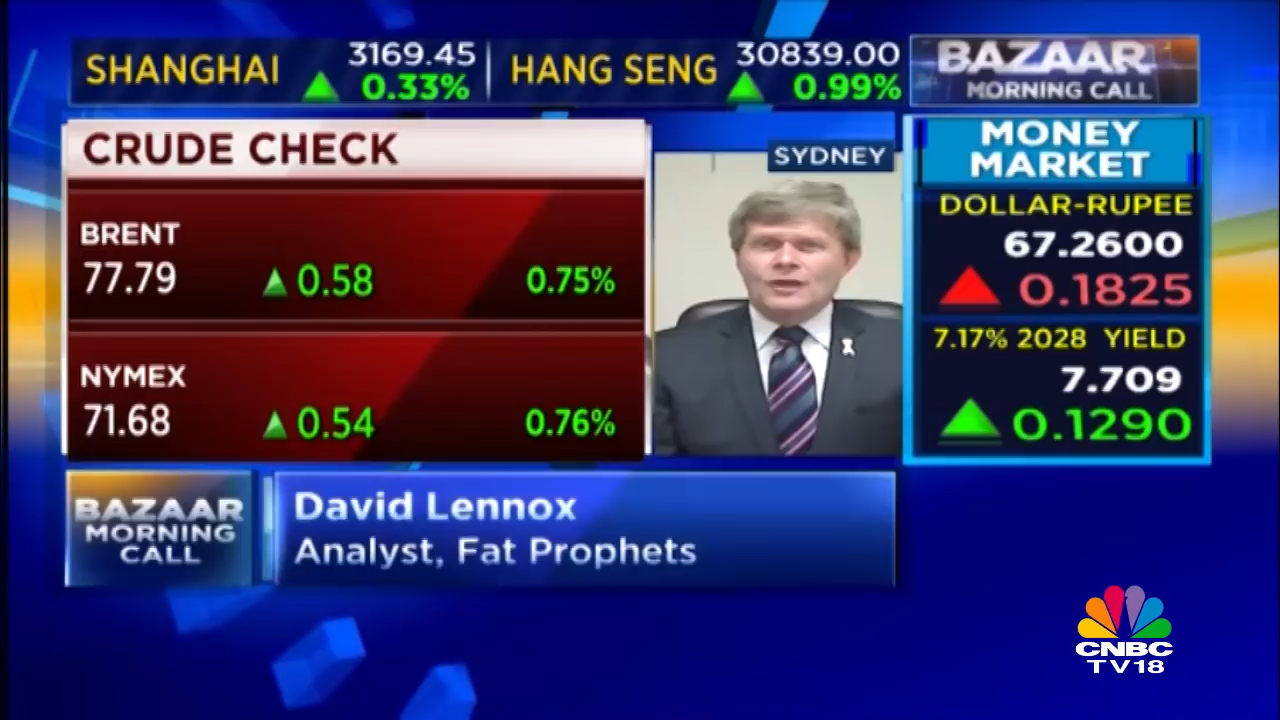 SHANGHAI
3169.45
▲ 0.33%
HANG SENG
30839.00
▲ 0.99%
BAZAAR
MORNING CALL
CRUDE CHECK
BRENT
77.79 ▲ 0.58 0.75%
NYMEX
71.68 ▲ 0.54 0.76%
SYDNEY
MONEY
MARKET
DOLLAR-RUPEE
67.2600
▲ 0.1825
7.17% 2028 YIELD
7.709
▲ 0.1290
BAZAAR
MORNING
CALL
David Lennox
Analyst, Fat Prophets
CNBC
TV18